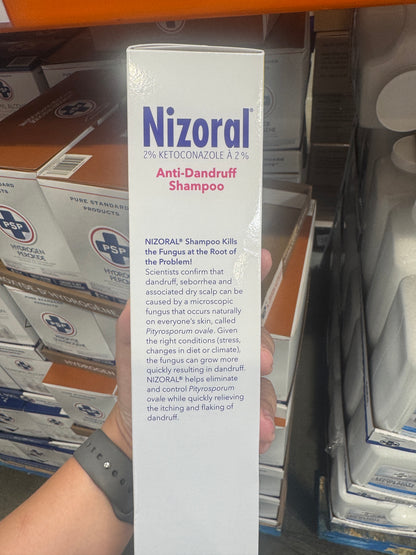 Nizoral®
2% KETOCONAZOLE À 2%
Anti-Dandruff
Shampoo
NIZORAL® Shampoo Kills
the Fungus at the Root of
the Problem!
Scientists confirm that
dandruff, seborrhea and
associated dry scalp can be
caused by a microscopic
fungus that occurs naturally
on everyone's skin, called
Pityrosporum ovale. Given
the right conditions (stress,
changes in diet or climate),
the fungus can grow more
quickly resulting in dandruff.
NIZORAL® helps eliminate
and control Pityrosporum
ovale while quickly relieving
the itching and flaking of
dandruff.
PURE STANDARD
PRODUCTS
PSP
HYDROGEN
PEROXIDE
PSP
HYDROGEN
PEROXIDE